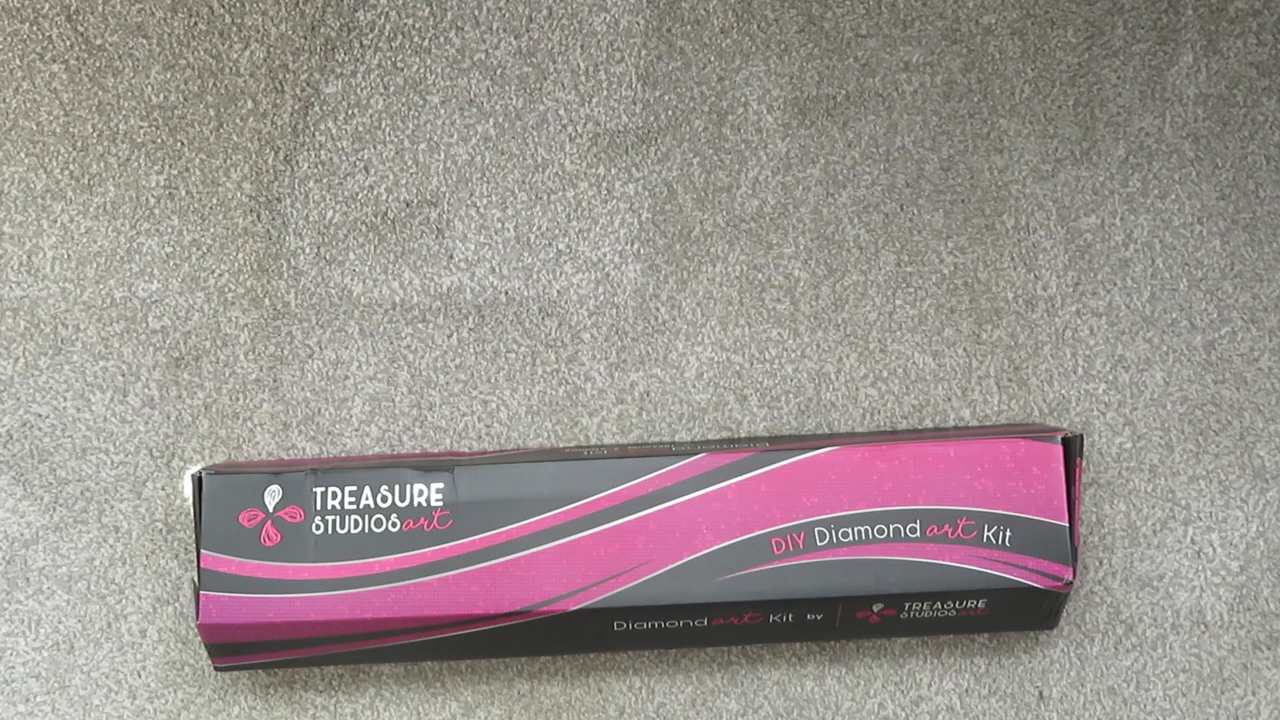 TREASURE
STUDIOS art
DIY Diamond art Kit
Diamond art Kit by
TREASURE
STUDIOS art